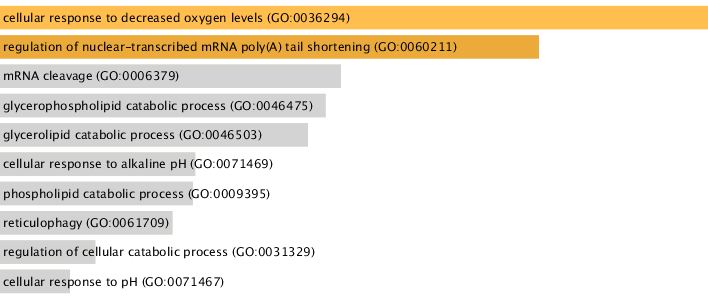 cellular response to decreased oxygen levels (GO:0036294)
regulation of nuclear-transcribed mRNA poly(A) tail shortening (GO:0060211)
mRNA cleavage (GO:0006379)
glycerophospholipid catabolic process (GO:0046475)
glycerolipid catabolic process (GO:0046503)
cellular response to alkaline pH (GO:0071469)
phospholipid catabolic process (GO:0009395)
reticulophagy (GO:0061709)
regulation of cellular catabolic process (GO:0031329)
cellular response to pH (GO:0071467)